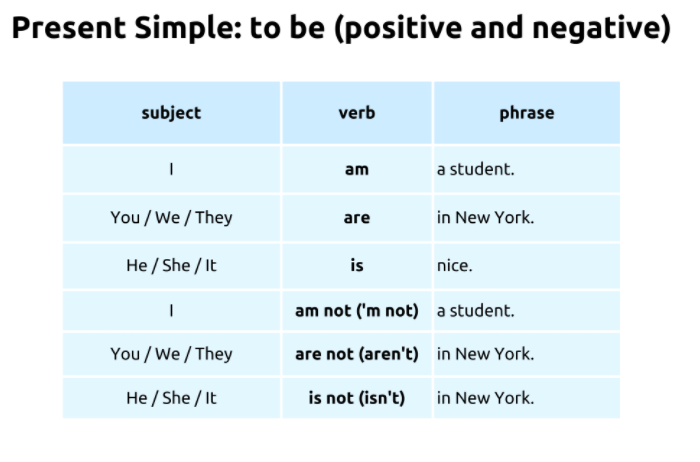 Present Simple: to be (positive and negative)
subject verb phrase
I am a student.
You / We / They are in New York.
He / She / It is nice.
I am not ('m not) a student.
You / We / They are not (aren't) in New York.
He / She / It is not (isn't) in New York.